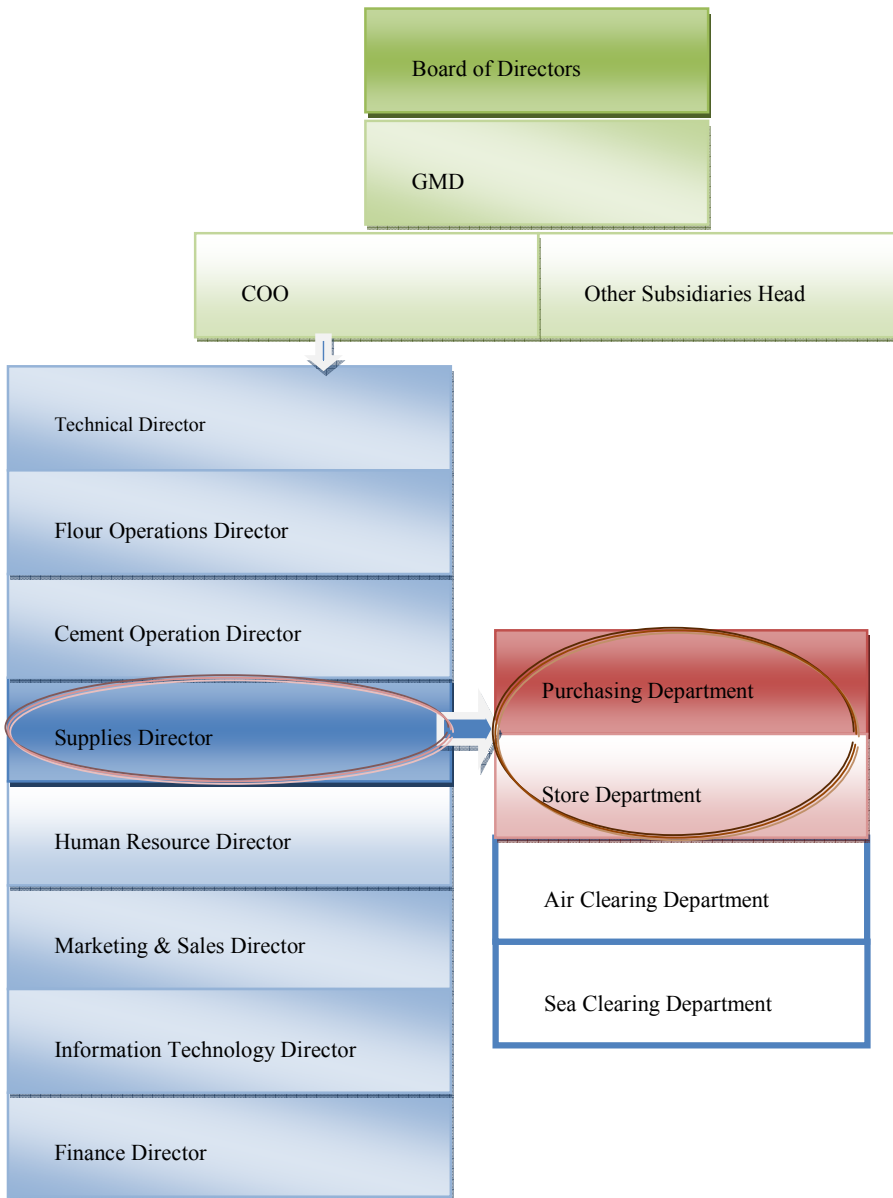 Board of Directors
GMD
COO
Other Subsidiaries Head
Technical Director
Flour Operations Director
Cement Operation Director
Supplies Director
Human Resource Director
Marketing & Sales Director
Information Technology Director
Finance Director
Purchasing Department
Store Department
Air Clearing Department
Sea Clearing Department